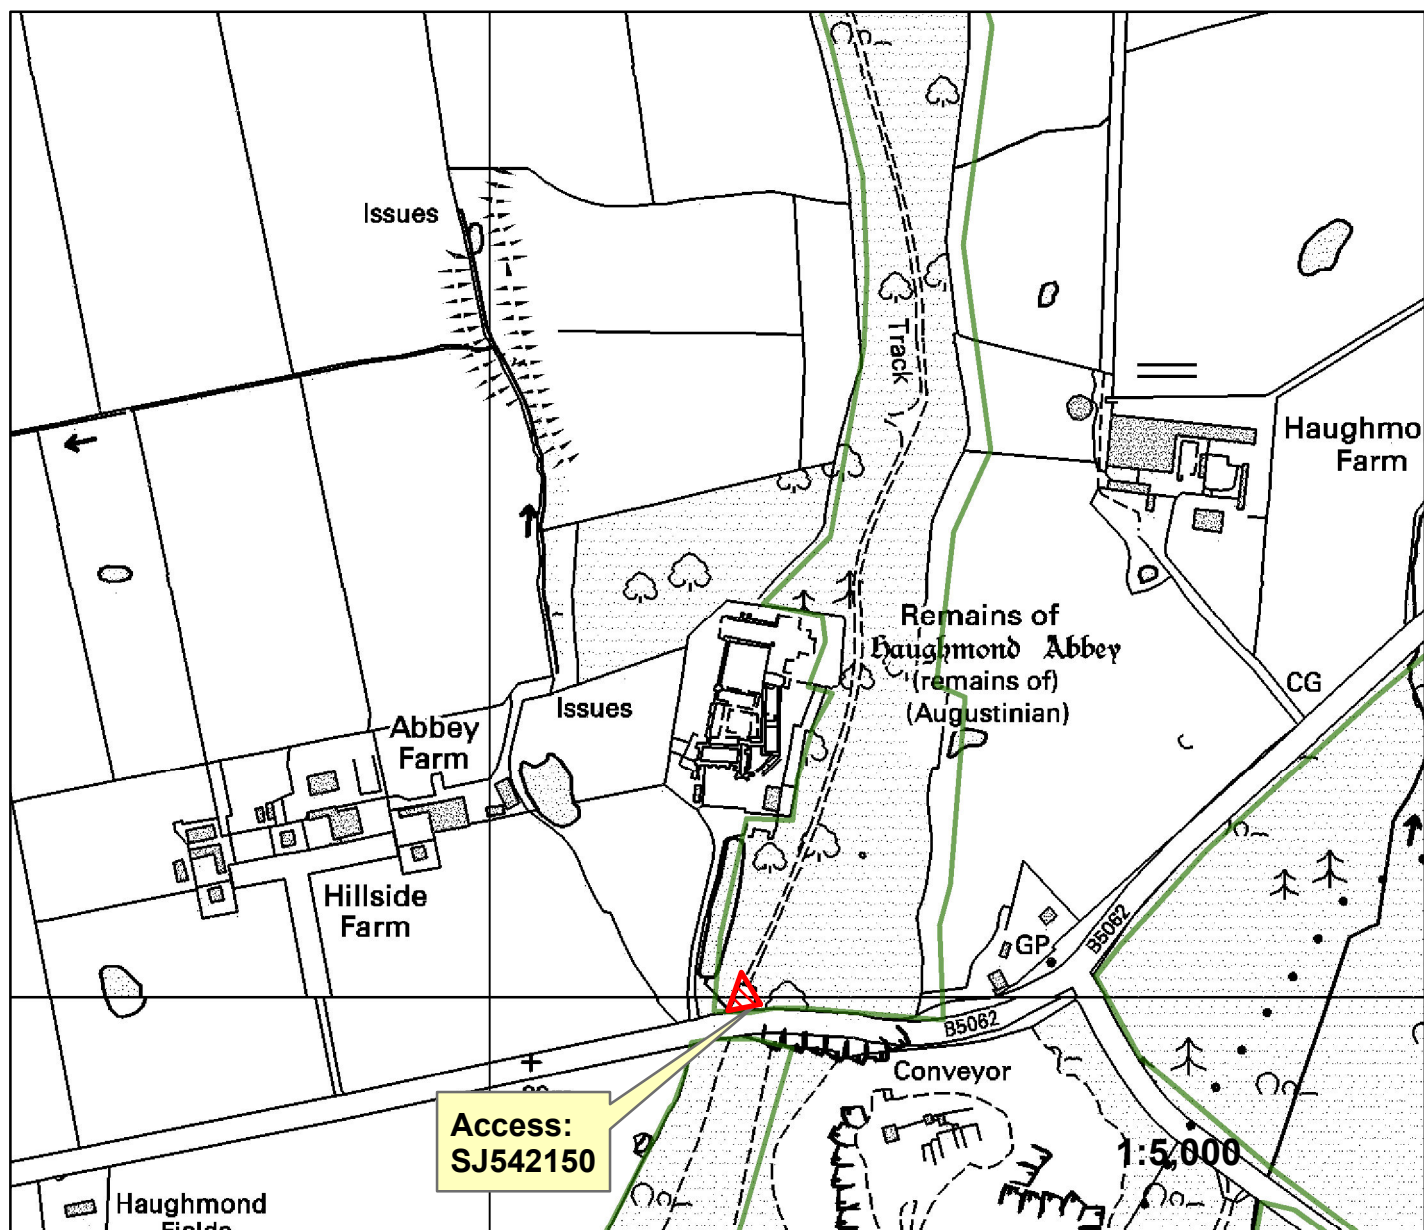 Issues
Track
Haughmo
Farm
Remains of
Haughmond Abbey
(remains of)
(Augustinian)
CG
Issues
Abbey
Farm
Hillside
Farm
GP
B5062
B5062
Conveyor
Access:
SJ542150
1:5,000
Haughmond
Fields